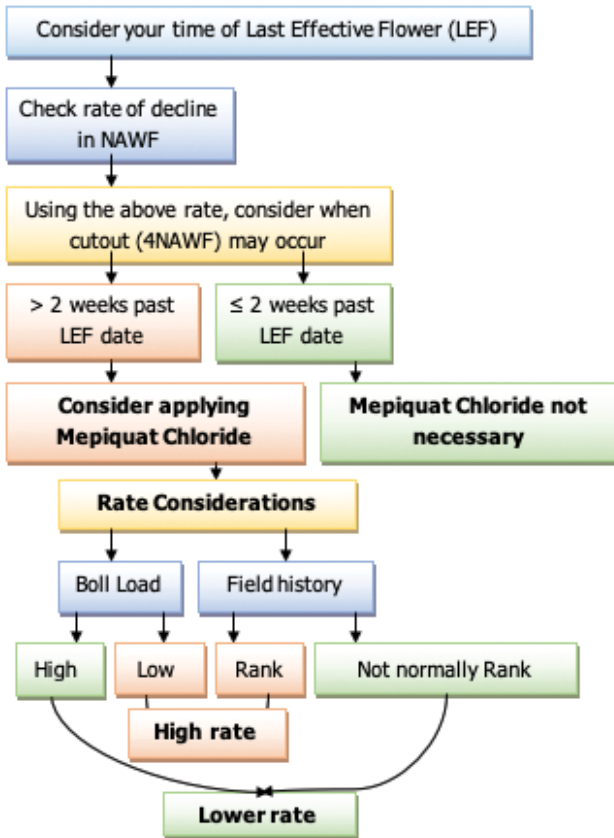 Consider your time of Last Effective Flower (LEF)
Check rate of decline
in NAWF
Using the above rate, consider when
cutout (4NAWF) may occur
> 2 weeks past
LEF date
≤ 2 weeks past
LEF date
Consider applying
Mepiquat Chloride
Mepiquat Chloride not
necessary
Rate Considerations
Boll Load
Field history
High
Low
Rank
Not normally Rank
High rate
Lower rate